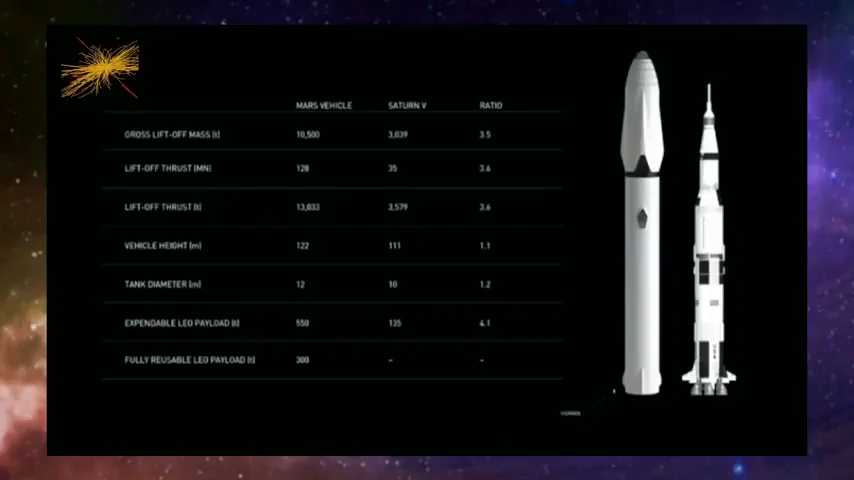 MARS VEHICLE SATURN V RATIO
GROSS LIFT-OFF MASS (t) 10,500 3,039 3.5
LIFT-OFF THRUST (MN) 128 35 3.6
LIFT-OFF THRUST (t) 13,033 3,579 3.6
VEHICLE HEIGHT (m) 122 111 1.1
TANK DIAMETER (m) 12 10 1.2
EXPENDABLE LEO PAYLOAD (t) 550 135 4.1
FULLY REUSABLE LEO PAYLOAD (t) 300 – –